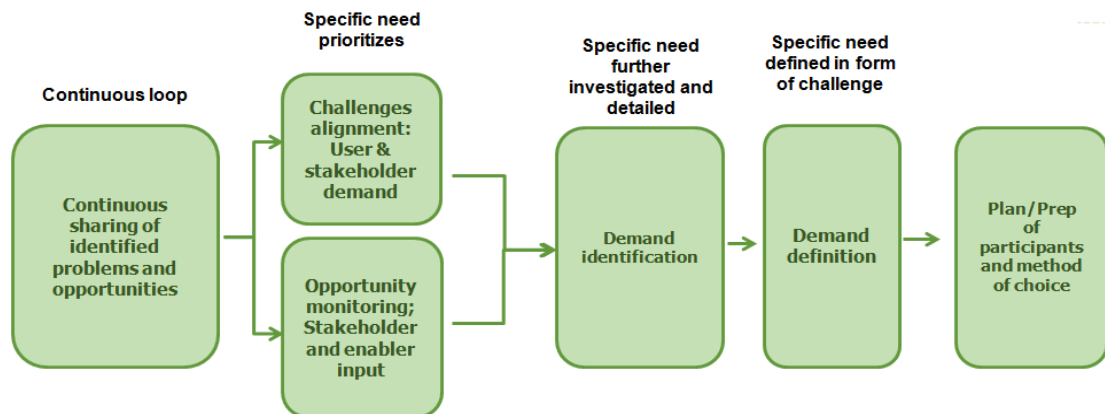 Continuous loop
Continuous
sharing of
identified
problems and
opportunities
Specific need
prioritizes
Challenges
alignment:
User &
stakeholder
demand
Opportunity
monitoring;
Stakeholder
and enabler
input
Specific need
further
investigated and
detailed
Demand
identification
Specific need
defined in form
of challenge
Demand
definition
Plan/Prep
of
participants
and method
of choice